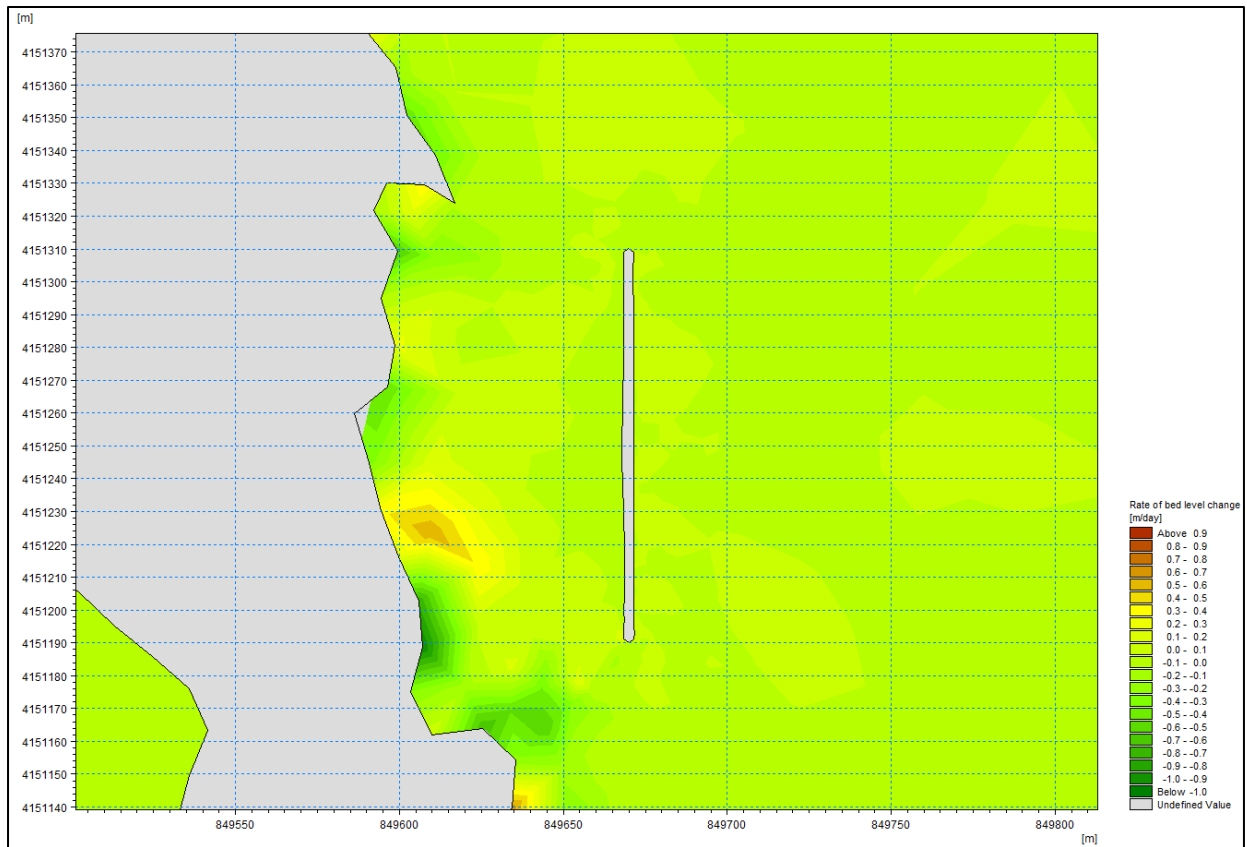 [m]
4151370
4151360
4151350
4151340
4151330
4151320
4151310
4151300
4151290
4151280
4151270
4151260
4151250
4151240
4151230
4151220
4151210
4151200
4151190
4151180
4151170
4151160
4151150
4151140
849550
849600
849650
849700
849750
849800
[m]
Rate of bed level change
[m/day]
Above 0.9
0.8 - 0.9
0.7 - 0.8
0.6 - 0.7
0.5 - 0.6
0.4 - 0.5
0.3 - 0.4
0.2 - 0.3
0.1 - 0.2
0.0 - 0.1
-0.1 - 0.0
-0.2 - -0.1
-0.3 - -0.2
-0.4 - -0.3
-0.5 - -0.4
-0.6 - -0.5
-0.7 - -0.6
-0.8 - -0.7
-0.9 - -0.8
-1.0 - -0.9
Below -1.0
Undefined Value